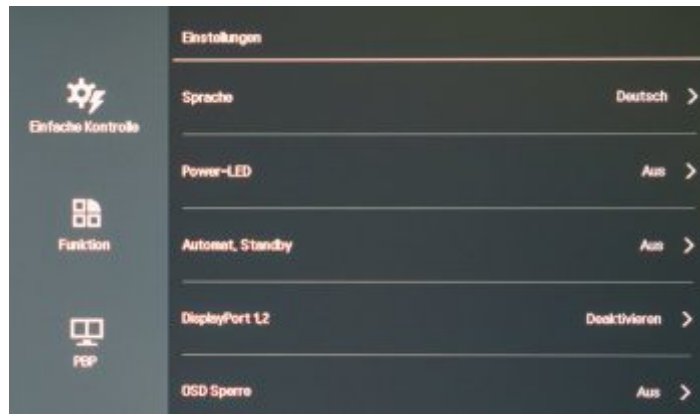 Einstellungen
Einfache Kontrolle
Funktion
PBP
Sprache Deutsch
Power-LED Aus
Automat. Standby Aus
DisplayPort 1.2 Deaktivieren
OSD Sperre Aus